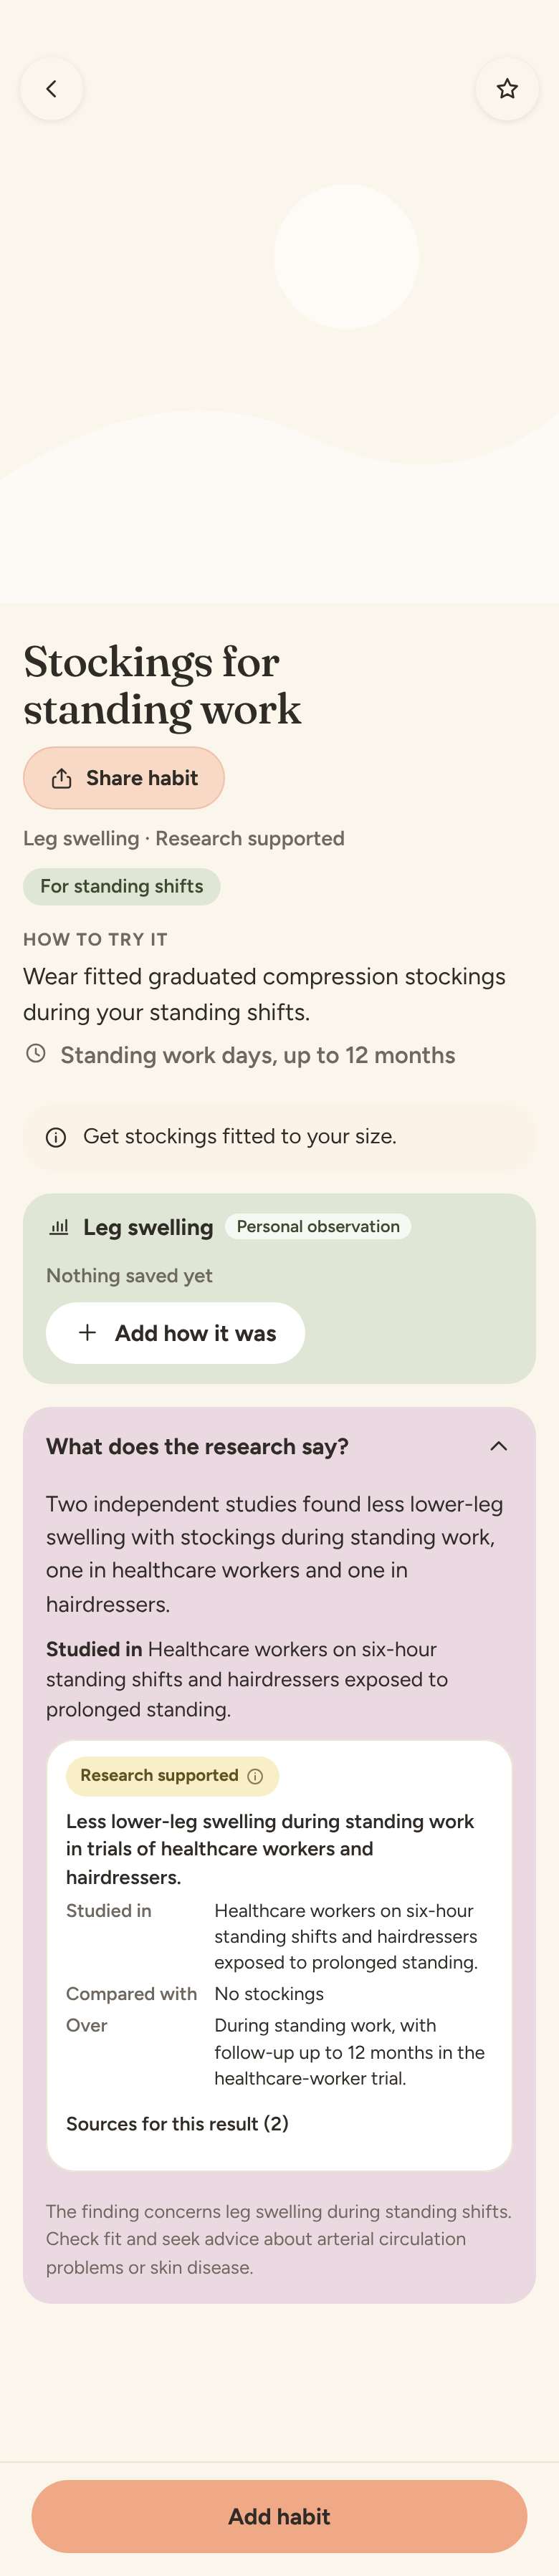 Stockings for
standing work
Share habit
Leg swelling · Research supported
For standing shifts
HOW TO TRY IT
Wear fitted graduated compression stockings
during your standing shifts.
Standing work days, up to 12 months
Get stockings fitted to your size.
Leg swelling Personal observation
Nothing saved yet
Add how it was
What does the research say?
Two independent studies found less lower-leg
swelling with stockings during standing work,
one in healthcare workers and one in
hairdressers.
Studied in Healthcare workers on six-hour
standing shifts and hairdressers exposed to
prolonged standing.
Research supported
Less lower-leg swelling during standing work
in trials of healthcare workers and
hairdressers.
Studied in Healthcare workers on six-hour
standing shifts and hairdressers
exposed to prolonged standing.
Compared with No stockings
Over During standing work, with
follow-up up to 12 months in the
healthcare-worker trial.
Sources for this result (2)
The finding concerns leg swelling during standing shifts.
Check fit and seek advice about arterial circulation
problems or skin disease.
Add habit